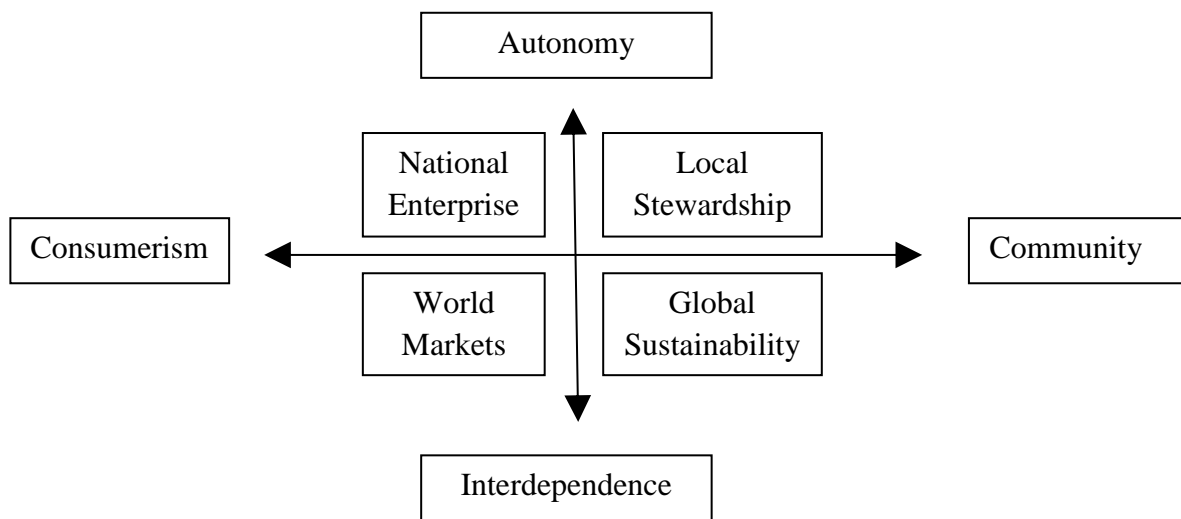 Autonomy
National
Enterprise
Local
Stewardship
Consumerism
Community
World
Markets
Global
Sustainability
Interdependence